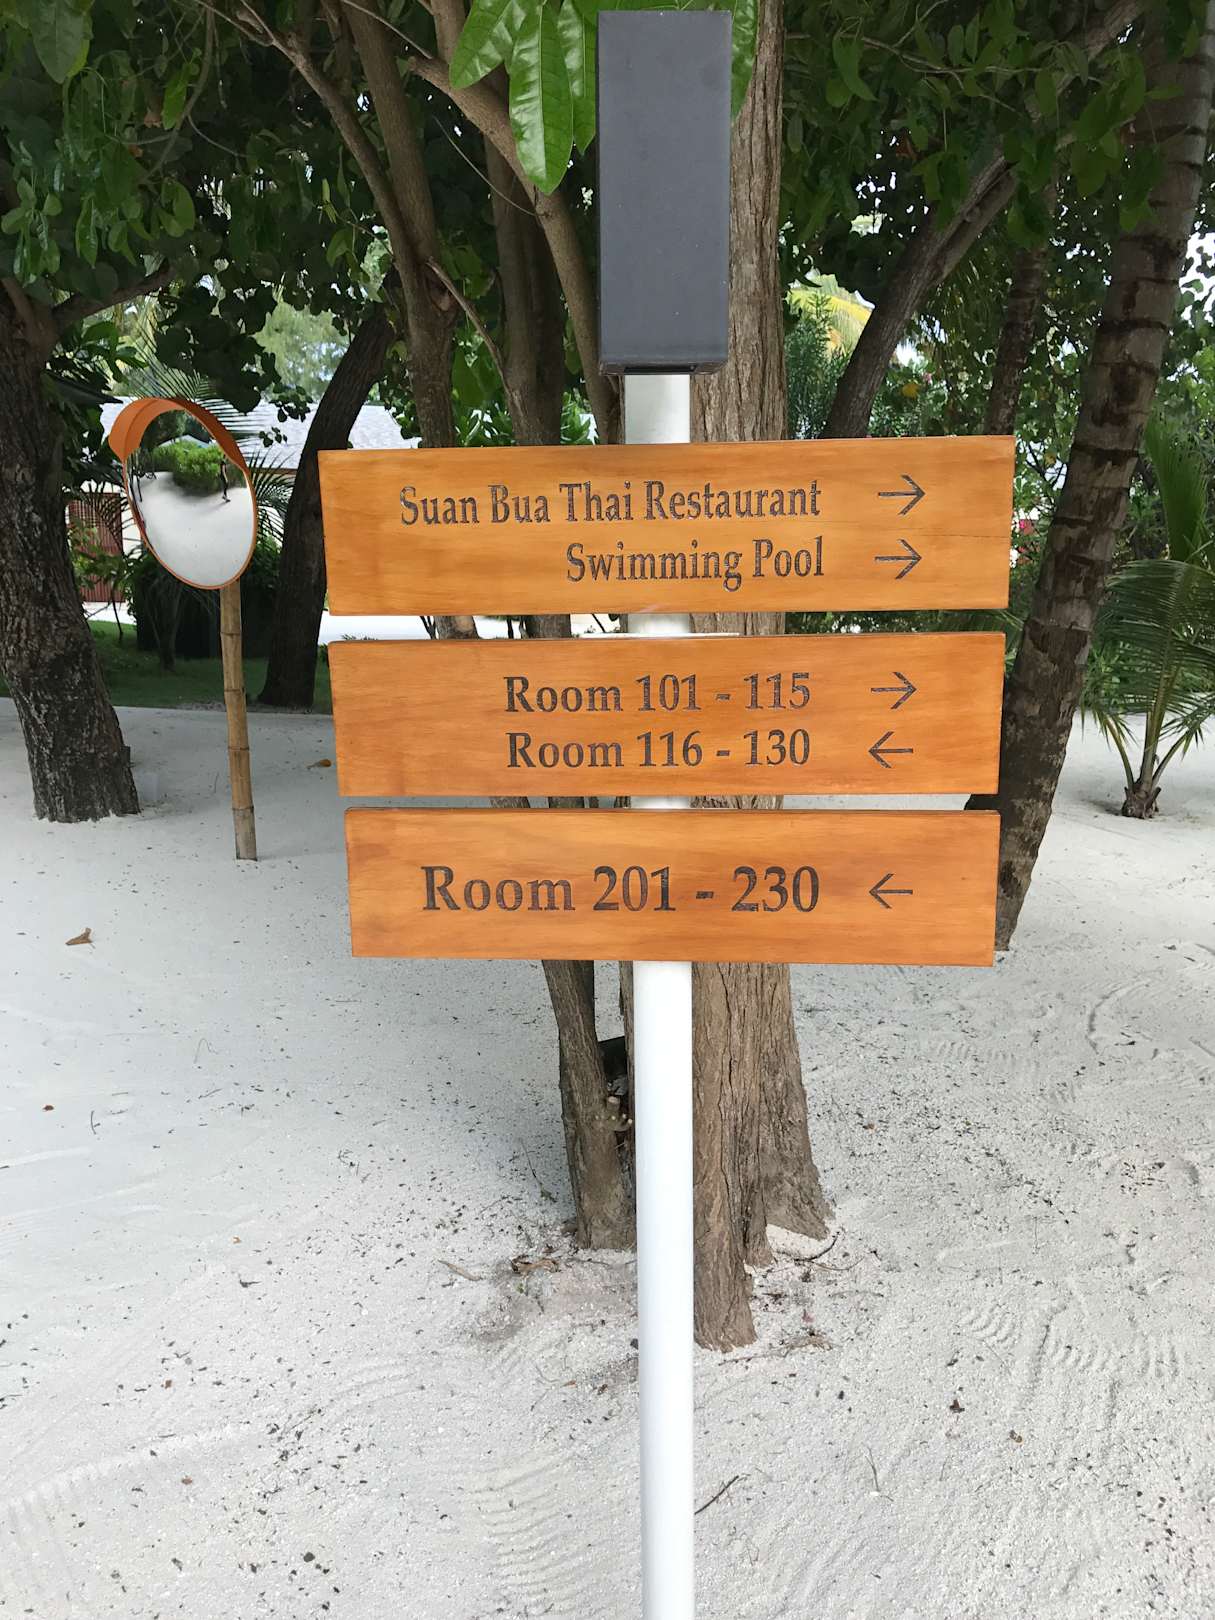 Suan Bua Thai Restaurant →
Swimming Pool →
Room 101 - 115 →
Room 116 - 130 ←
Room 201 - 230 ←